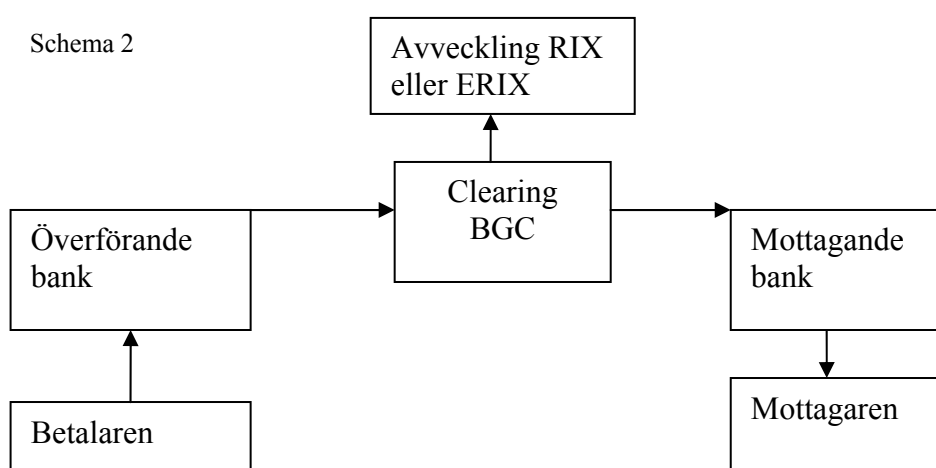 Schema 2
Avveckling RIX
eller ERIX
Clearing
BGC
Överförande
bank
Mottagande
bank
Betalaren
Mottagaren